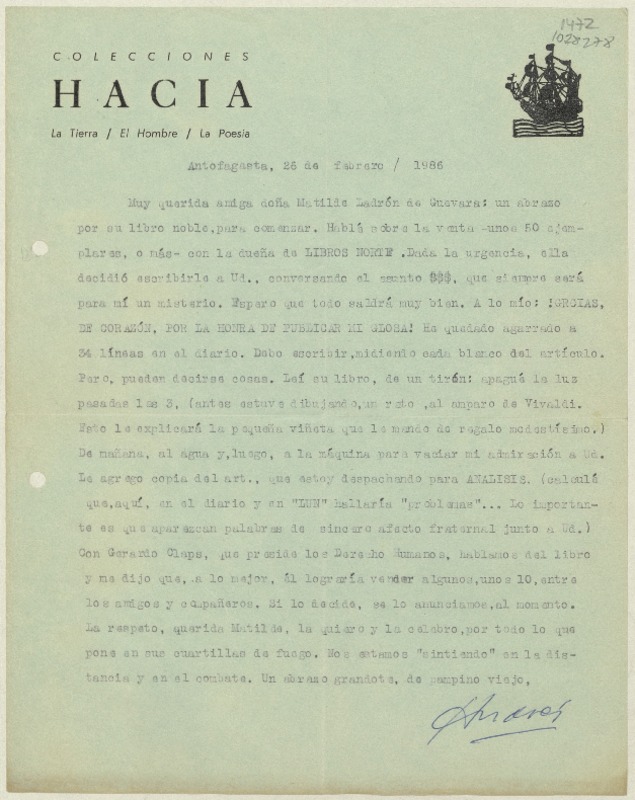 1472
1028278
COLECCIONES
HACIA
La Tierra / El Hombre / La Poesía
Antofagasta, 26 de febrero / 1986
Muy querida amiga doña Matilde Ladrón de Guevara: un abrazo
por su libro noble,para comenzar. Hablé sobre la venta -unos 50 ejem-
plares, o más- con la dueña de LIBROS NORTE .Dada la urgencia, ella
decidió escribirle a Ud., conversando el asunto $$$, que siempre será
para mí un misterio. Espero que todo saldrá muy bien. A lo mío: !GRCIAS,
DE CORAZÓN, POR LA HONRA DE PUBLICAR MI GLOSA! He quedado agarrado a
34 líneas en el diario. Debo escribir,midiendo cada blanco del artículo.
Pero, pueden decirse cosas. Leí su libro, de un tirón: apagué la luz
pasadas las 3, (antes estuve dibujando,un rato ,al amparo de Vivaldi.
Esto le explicará la pequeña viñeta que le mando de regalo modestísimo.)
De mañana, al agua y,luego, a la máquina para vaciar mi admiración a Ud.
Le agrego copia del art., que estoy despachando para ANALISIS. (calculé
que,aquí, en el diario y en "LUN" hallaría "problemas"... Lo importan-
te es que aparezcan palabras de sincero afecto fraternal junto a Ud.)
Con Gerardo Claps, que preside los Derecho Humanos, hablamos del libro
y me dijo que, a lo mejor, él lograría vender algunos,unos 10,entre
los amigos y compañeros. Si lo decide, se lo anunciamos,al momento.
La respeto, querida Matilde, la quiero y la celebro,por todo lo que
pone en sus cuartillas de fuego. Nos estamos "sintiendo" en la dis-
tancia y en el combate. Un abrazo grandote, de pampino viejo,